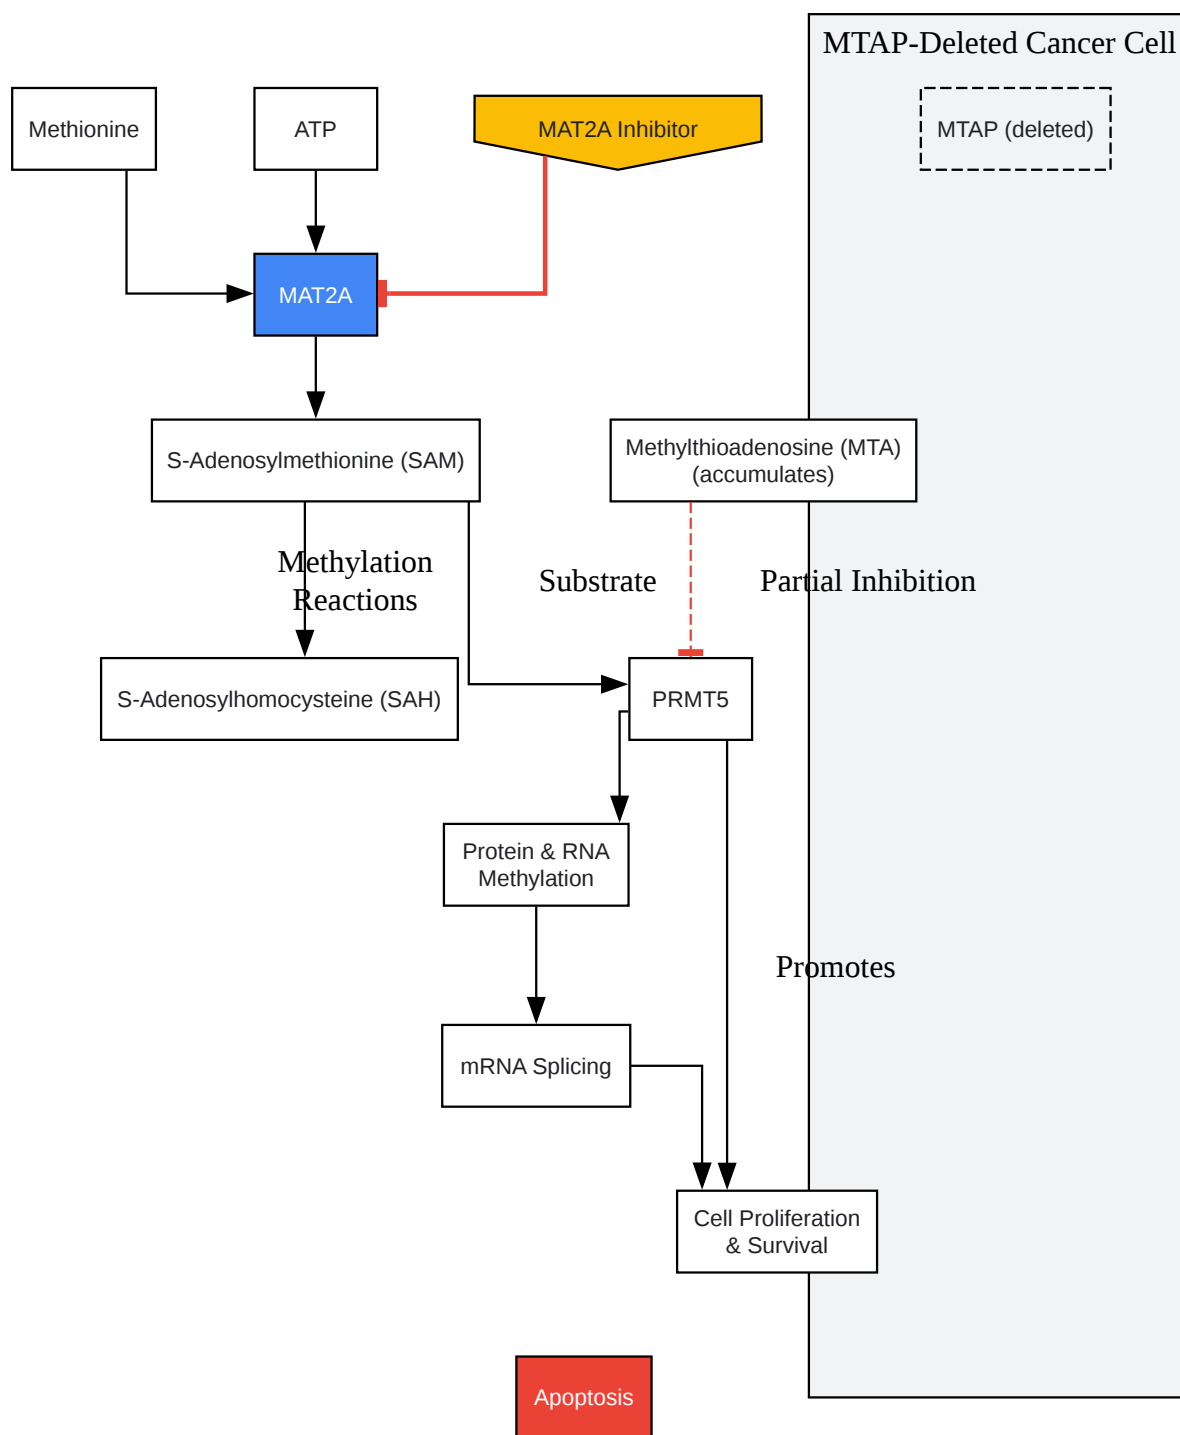 MTAP-Deleted Cancer Cell
Methionine
ATP
MAT2A Inhibitor
MTAP (deleted)
MAT2A
S-Adenosylmethionine (SAM)
Methylthioadenosine (MTA)
(accumulates)
Methylation
Reactions
Substrate
Partial Inhibition
S-Adenosylhomocysteine (SAH)
PRMT5
Protein & RNA
Methylation
Promotes
mRNA Splicing
Cell Proliferation
& Survival
Apoptosis